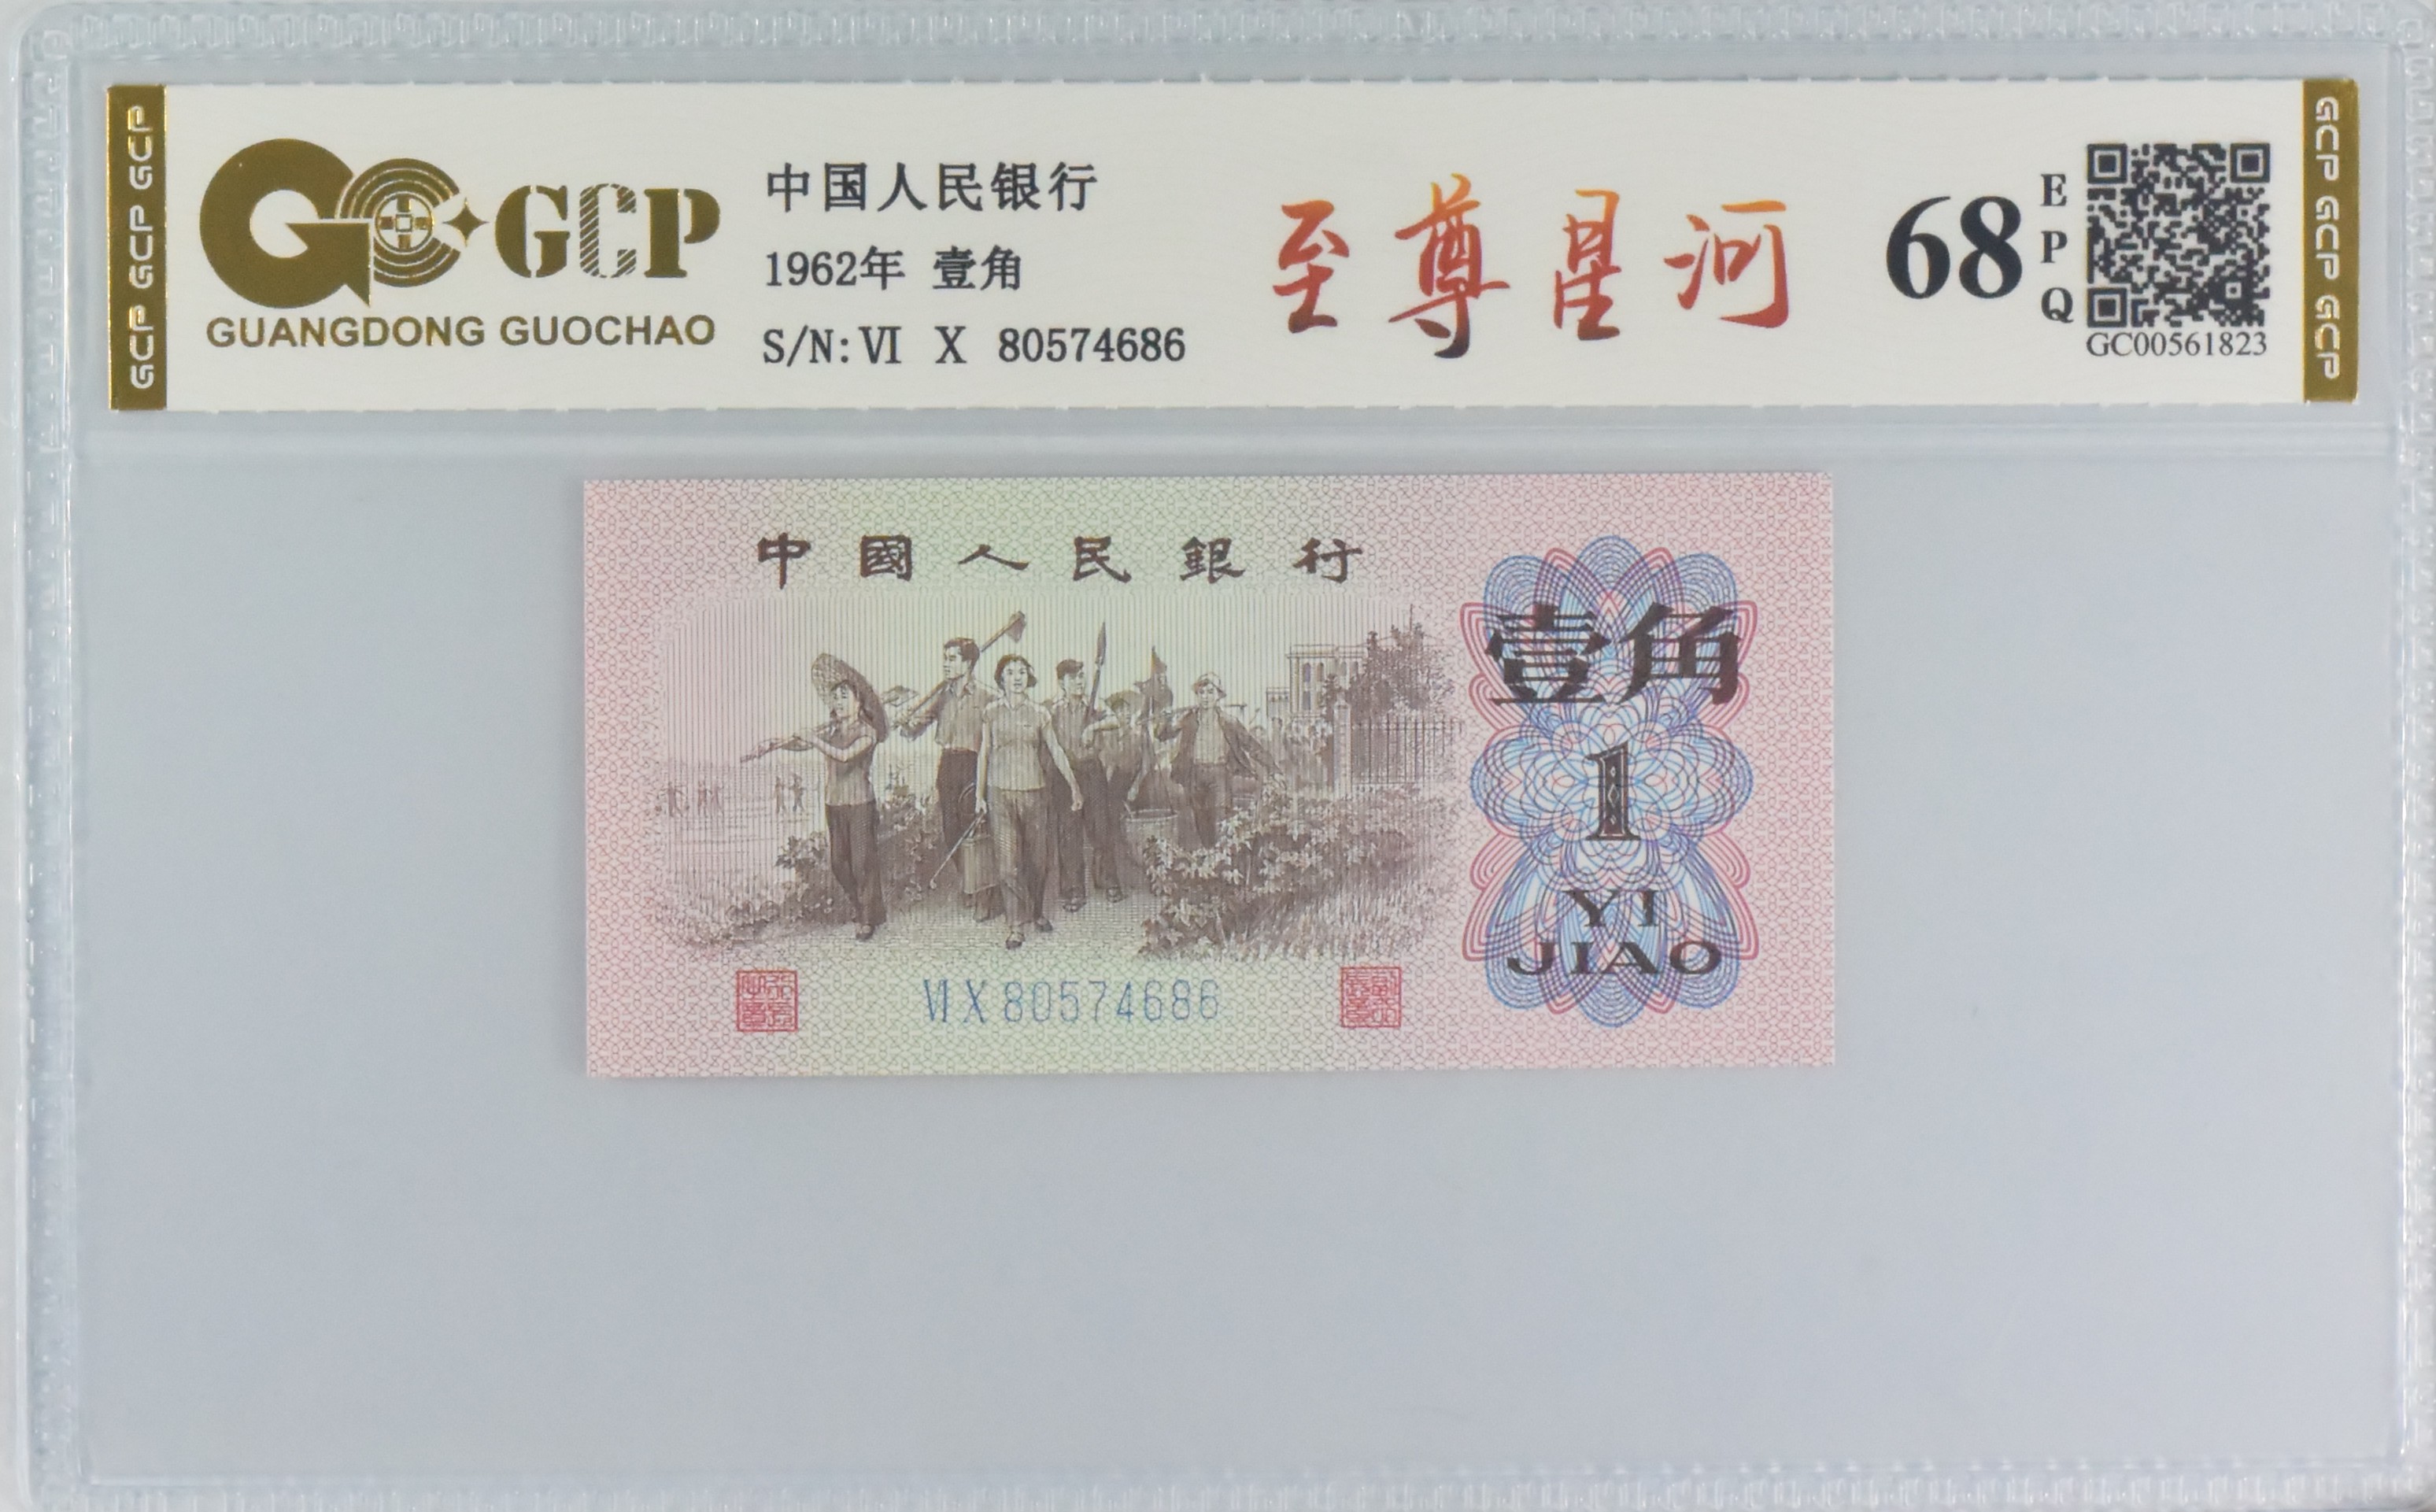 GCP GCP GCP
GCP
GUANGDONG GUOCHAO
中国人民银行
1962年 壹角
S/N: VI X 80574686
至尊星河
68
EPQ
GC00561823
GCP GCP GCP
中國人民銀行
壹角
1
YI
JIAO
VI X 80574686